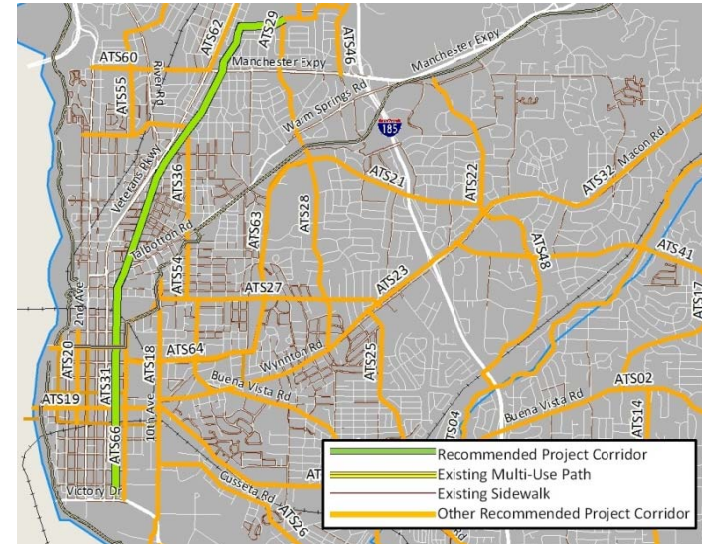 ATS62
ATS29
ATS46
ATS60
Manchester Expy
Manchester Expy
ATS55
River Rd
Warm Springs Rd
185
ATS32
Macon Rd
Veterans Pkwy
ATS36
ATS21
ATS22
ATS63
ATS28
Talbotton Rd
ATS54
ATS48
ATS41
2nd Ave
ATS27
ATS23
ATS17
ATS20
ATS31
ATS18
ATS64
Wynnton Rd
ATS25
Buena Vista Rd
ATS02
ATS19
ATS66
10th Ave
ATS04
Buena Vista Rd
ATS14
Victory Dr
Cusseta Rd
ATS26
Rd
Recommended Project Corridor
Existing Multi-Use Path
Existing Sidewalk
Other Recommended Project Corridor